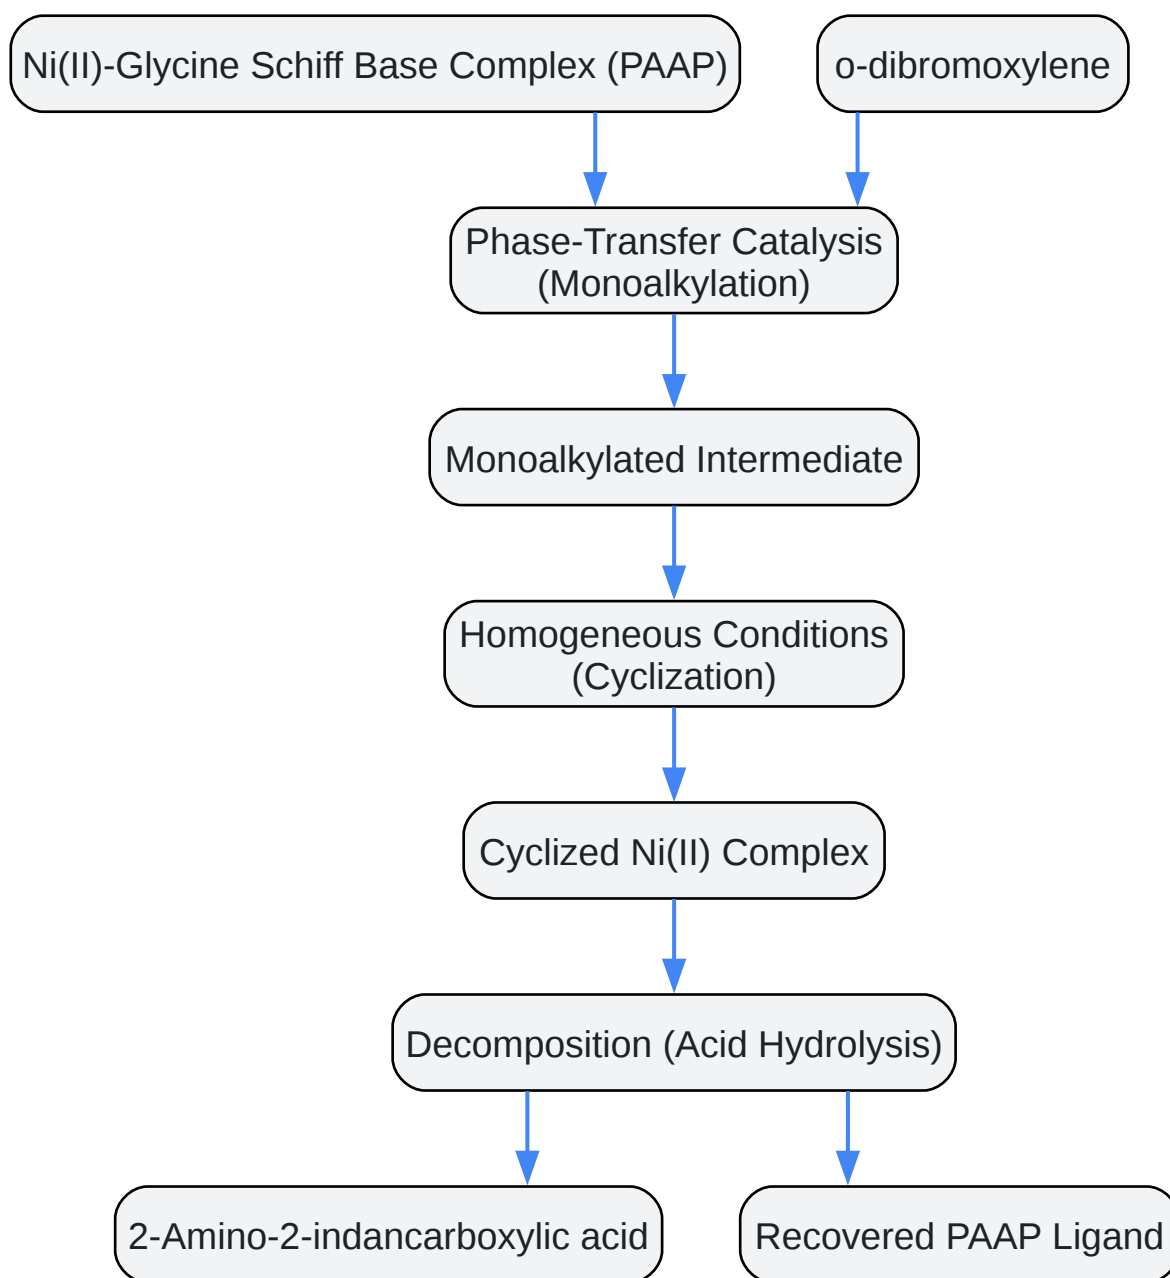 Ni(II)-Glycine Schiff Base Complex (PAAP)
o-dibromoxylene
Phase-Transfer Catalysis
(Monoalkylation)
Monoalkylated Intermediate
Homogeneous Conditions
(Cyclization)
Cyclized Ni(II) Complex
Decomposition (Acid Hydrolysis)
2-Amino-2-indancarboxylic acid
Recovered PAAP Ligand